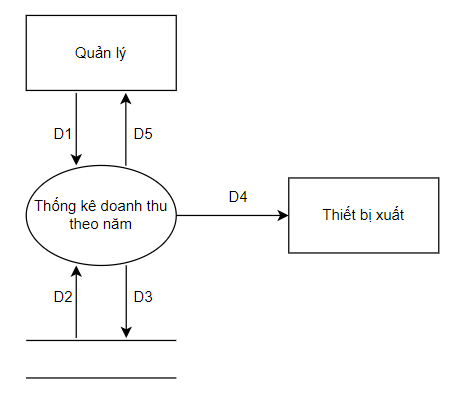 Quản lý
D1
D5
Thống kê doanh thu
theo năm
D4
Thiết bị xuất
D2
D3